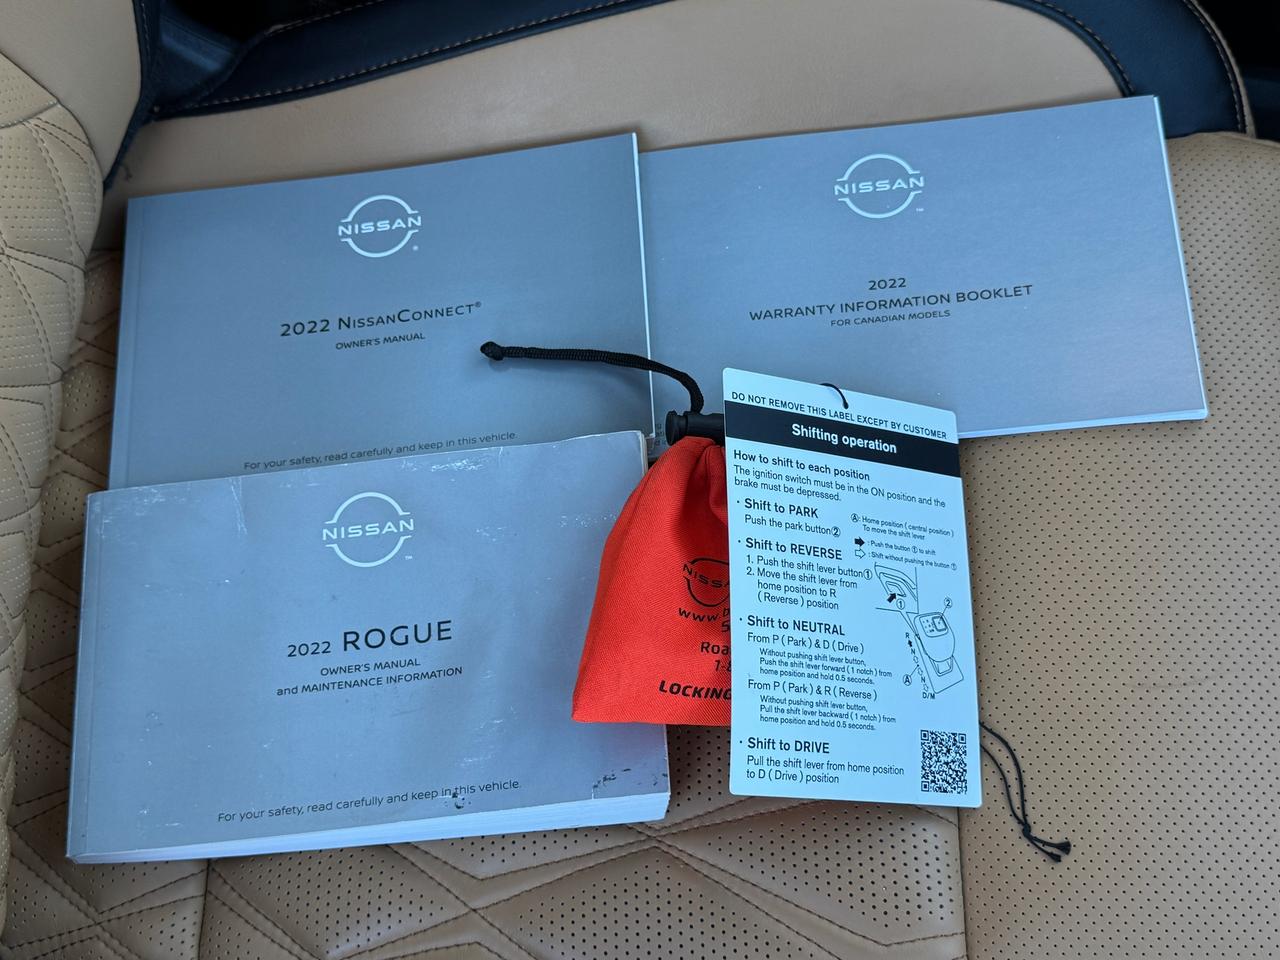 NISSAN
2022 NISSANCONNECT®
OWNER'S MANUAL
For your safety, read carefully and keep in this vehicle.
NISSAN
2022
WARRANTY INFORMATION BOOKLET
FOR CANADIAN MODELS
NISSAN
2022 ROGUE
OWNER'S MANUAL
and MAINTENANCE INFORMATION
For your safety, read carefully and keep in this vehicle.
LOCKING
DO NOT REMOVE THIS LABEL EXCEPT BY CUSTOMER
Shifting operation
How to shift to each position
The ignition switch must be in the ON position and the
brake must be depressed.
・Shift to PARK
Push the park button②
Ⓐ: Home position ( central position )
To move the shift lever
: Push the button ① to shift
: Shift without pushing the button ①
・Shift to REVERSE
1. Push the shift lever button①
2. Move the shift lever from
home position to R
( Reverse ) position
①
②
R
N
Ⓐ
N
D/M
・Shift to NEUTRAL
From P ( Park ) & D ( Drive )
Without pushing shift lever button,
Push the shift lever forward ( 1 notch ) from
home position and hold 0.5 seconds.
From P ( Park ) & R ( Reverse )
Without pushing shift lever button,
Pull the shift lever backward ( 1 notch ) from
home position and hold 0.5 seconds.
・Shift to DRIVE
Pull the shift lever from home position
to D ( Drive ) position